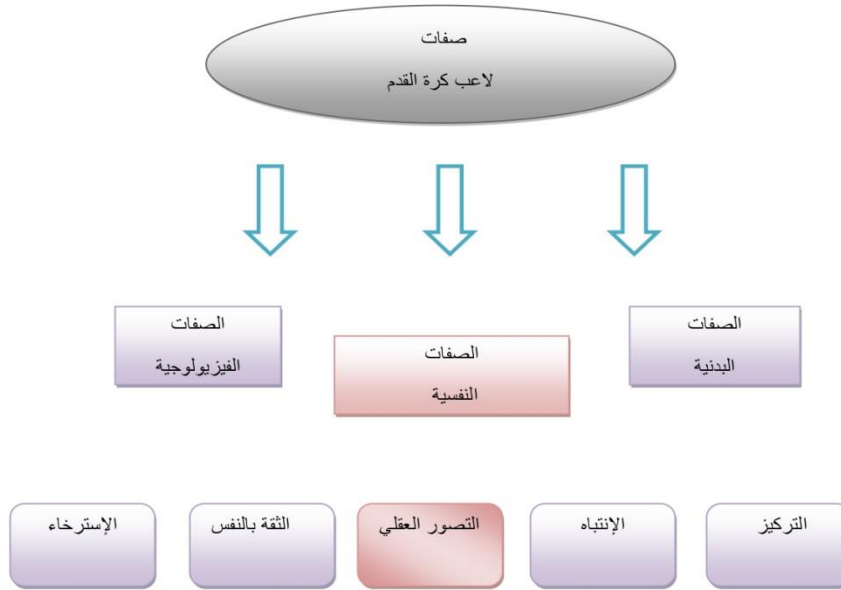 صفات
لاعب كرة القدم
الصفات
البدنية
الصفات
النفسية
الصفات
الفيزيولوجية
التركيز
الإنتباه
التصور العقلي
الثقة بالنفس
الإسترخاء